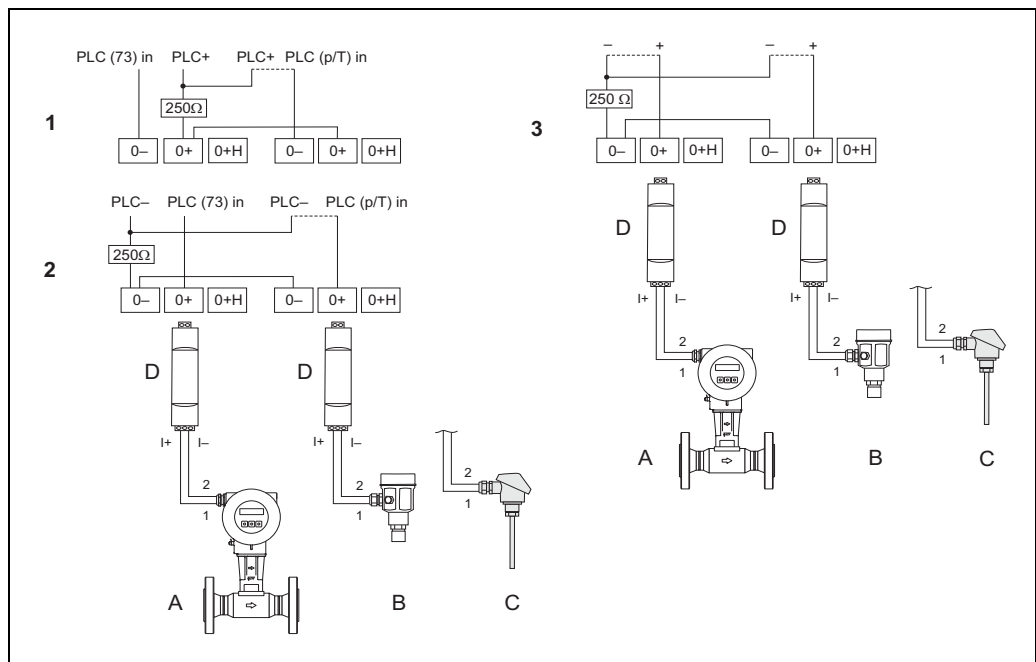 PLC (73) in PLC+ PLC+ PLC (p/T) in
250Ω
1
0– 0+ 0+H 0– 0+ 0+H
PLC– PLC (73) in PLC– PLC (p/T) in
250Ω
2
0– 0+ 0+H 0– 0+ 0+H
D D
I+ I– I+ I–
2 2 2
1 1 1
A B C
– + – +
250 Ω
3
0– 0+ 0+H 0– 0+ 0+H
D D
I+ I– I+ I–
2 2 2
1 1 1
A B C